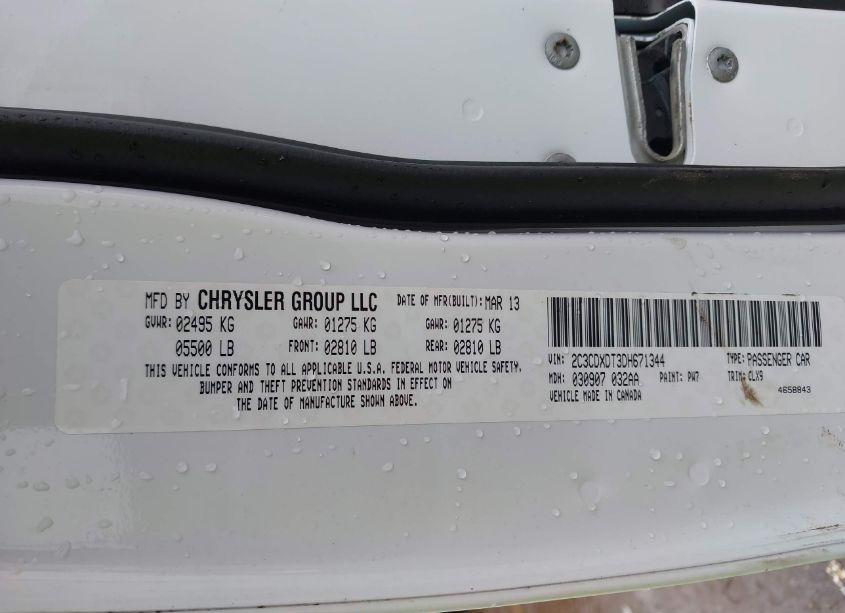 MFD BY CHRYSLER GROUP LLC DATE OF MFR(BUILT): MAR 13
GVWR: 02495 KG GAWR: 01275 KG GAWR: 01275 KG
05500 LB FRONT: 02810 LB REAR: 02810 LB
THIS VEHICLE CONFORMS TO ALL APPLICABLE U.S.A. FEDERAL MOTOR VEHICLE SAFETY,
BUMPER AND THEFT PREVENTION STANDARDS IN EFFECT ON
THE DATE OF MANUFACTURE SHOWN ABOVE.
VIN: 2C3CDXDT3DH671344 TYPE: PASSENGER CAR
MDH: 030907 032AA PAINT: PW7 TRIM: CLX9
VEHICLE MADE IN CANADA 4658843